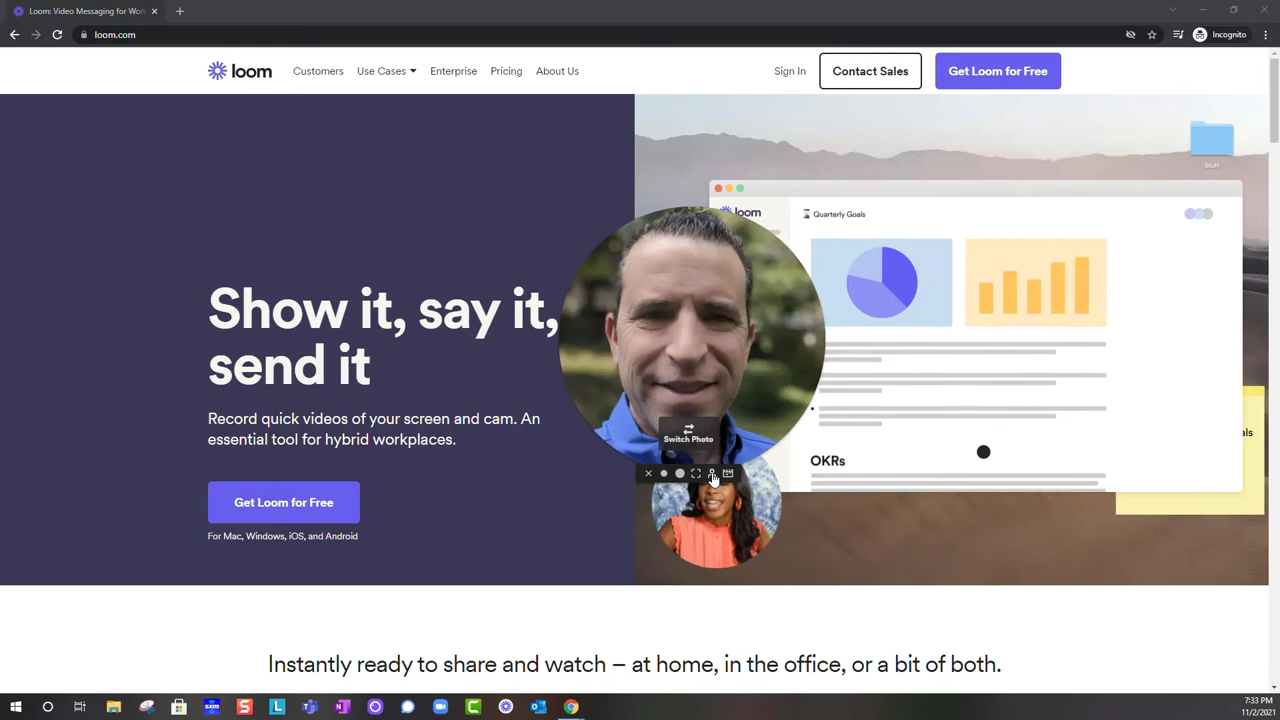 Loom: Video Messaging for Wor
loom.com
Incognito
loom
Customers
Use Cases
Enterprise
Pricing
About Us
Sign In
Contact Sales
Get Loom for Free
Stuff
loom
Quarterly Goals
Show it, say it,
send it
Record quick videos of your screen and cam. An
essential tool for hybrid workplaces.
Switch Photo
als
OKRs
Get Loom for Free
For Mac, Windows, iOS, and Android
Instantly ready to share and watch – at home, in the office, or a bit of both.
sxm
S
L
N
C
7:33 PM
11/2/2021